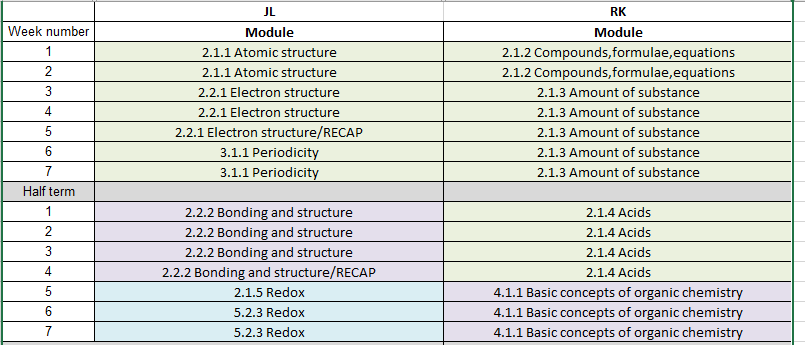 JL RK
Week number Module Module
1 2.1.1 Atomic structure 2.1.2 Compounds,formulae,equations
2 2.1.1 Atomic structure 2.1.2 Compounds,formulae,equations
3 2.2.1 Electron structure 2.1.3 Amount of substance
4 2.2.1 Electron structure 2.1.3 Amount of substance
5 2.2.1 Electron structure/RECAP 2.1.3 Amount of substance
6 3.1.1 Periodicity 2.1.3 Amount of substance
7 3.1.1 Periodicity 2.1.3 Amount of substance
Half term
1 2.2.2 Bonding and structure 2.1.4 Acids
2 2.2.2 Bonding and structure 2.1.4 Acids
3 2.2.2 Bonding and structure 2.1.4 Acids
4 2.2.2 Bonding and structure/RECAP 2.1.4 Acids
5 2.1.5 Redox 4.1.1 Basic concepts of organic chemistry
6 5.2.3 Redox 4.1.1 Basic concepts of organic chemistry
7 5.2.3 Redox 4.1.1 Basic concepts of organic chemistry